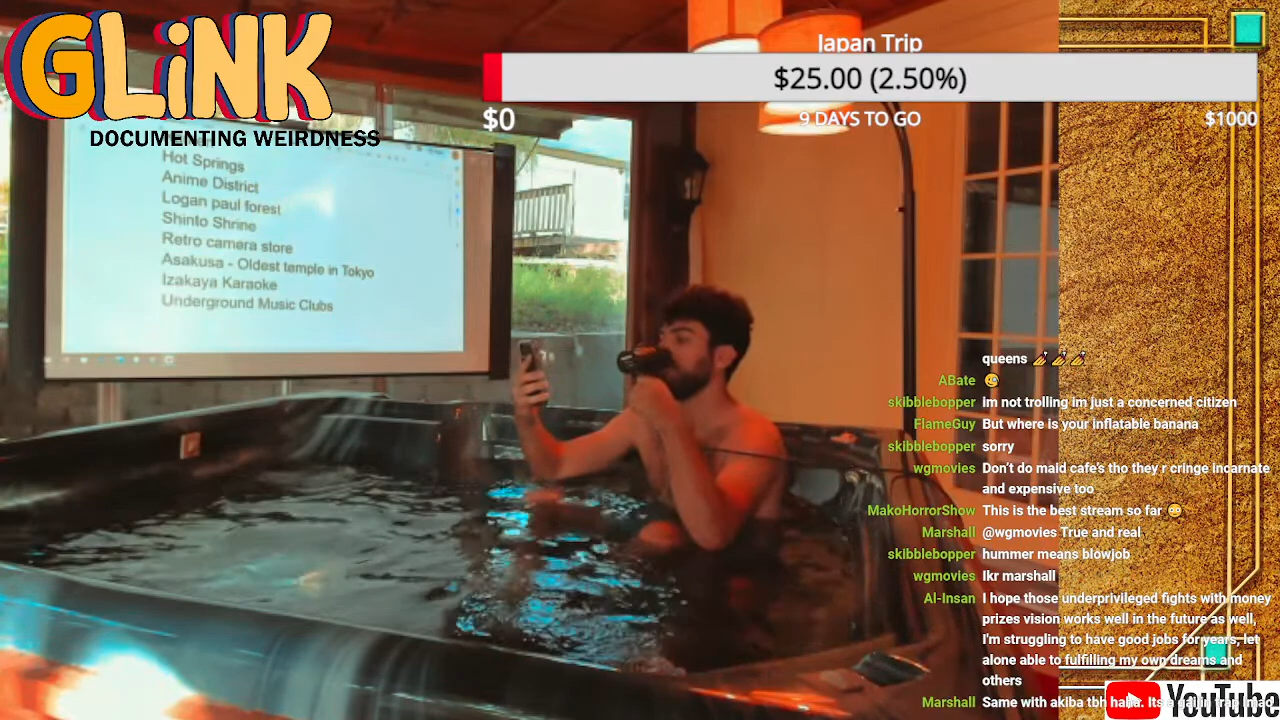 GLiNK
DOCUMENTING WEIRDNESS
Japan Trip
$25.00 (2.50%)
$0
9 DAYS TO GO
$1000
Hot Springs
Anime District
Logan paul forest
Shinto Shrine
Retro camera store
Asakusa - Oldest temple in Tokyo
Izakaya Karaoke
Underground Music Clubs
queens 💅💅💅
ABate 🥲
skibblebopper im not trolling im just a concerned citizen
FlameGuy But where is your inflatable banana
skibblebopper sorry
wgmovies Don't do maid cafe's tho they r cringe incarnate
and expensive too
MakoHorrorShow This is the best stream so far 😳
Marshall @wgmovies True and real
skibblebopper hummer means blowjob
wgmovies Ikr marshall
Al-Insan I hope those underprivileged fights with money
prizes vision works well in the future as well,
I'm struggling to have good jobs for years, let
alone able to fulfilling my own dreams and
others
Marshall Same with akiba tbh haha. Its a trap lmao
YouTube